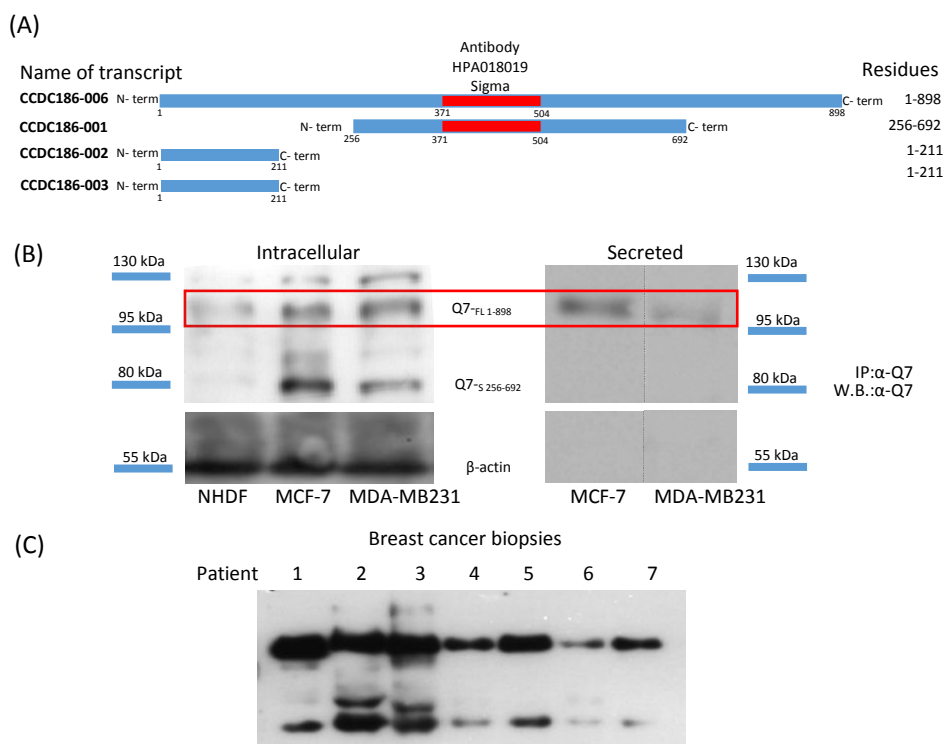 (A)
Antibody
HPA018019
Sigma
Name of transcript
Residues
CCDC186-006 N- term C- term 1-898
1 371 504 898
CCDC186-001 N- term C- term 256-692
256 371 504 692
CCDC186-002 N- term C- term 1-211
1 211
1-211
CCDC186-003 N- term C- term
1 211
(B)
Intracellular Secreted
130 kDa 130 kDa
Q7-FL 1-898
95 kDa 95 kDa
80 kDa Q7-S 256-692 80 kDa
IP:α-Q7
W.B.:α-Q7
55 kDa β-actin 55 kDa
NHDF MCF-7 MDA-MB231 MCF-7 MDA-MB231
(C)
Breast cancer biopsies
Patient 1 2 3 4 5 6 7